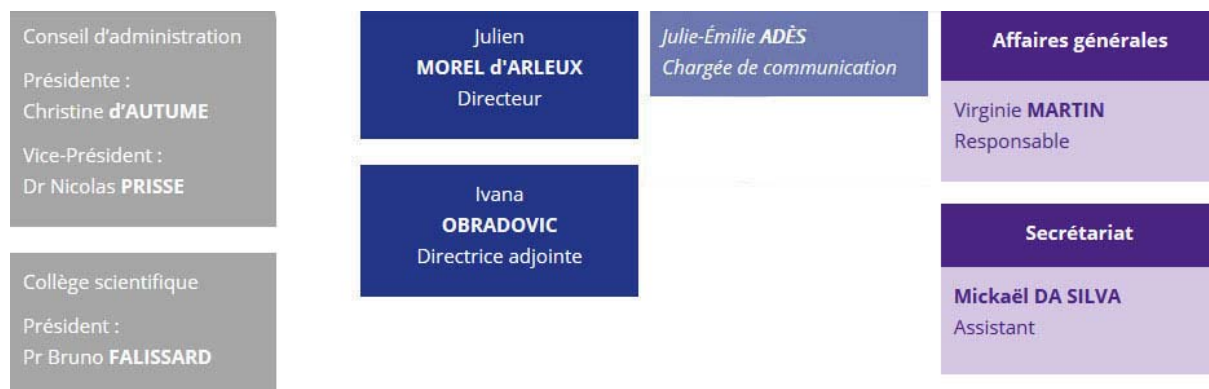 Conseil d'administration
Présidente :
Christine d'AUTUME
Vice-Président :
Dr Nicolas PRISSE
Collège scientifique
Président :
Pr Bruno FALISSARD
Julien
MOREL d'ARLEUX
Directeur
Ivana
OBRADOVIC
Directrice adjointe
Julie-Émilie ADÈS
Chargée de communication
Affaires générales
Virginie MARTIN
Responsable
Secrétariat
Mickaël DA SILVA
Assistant